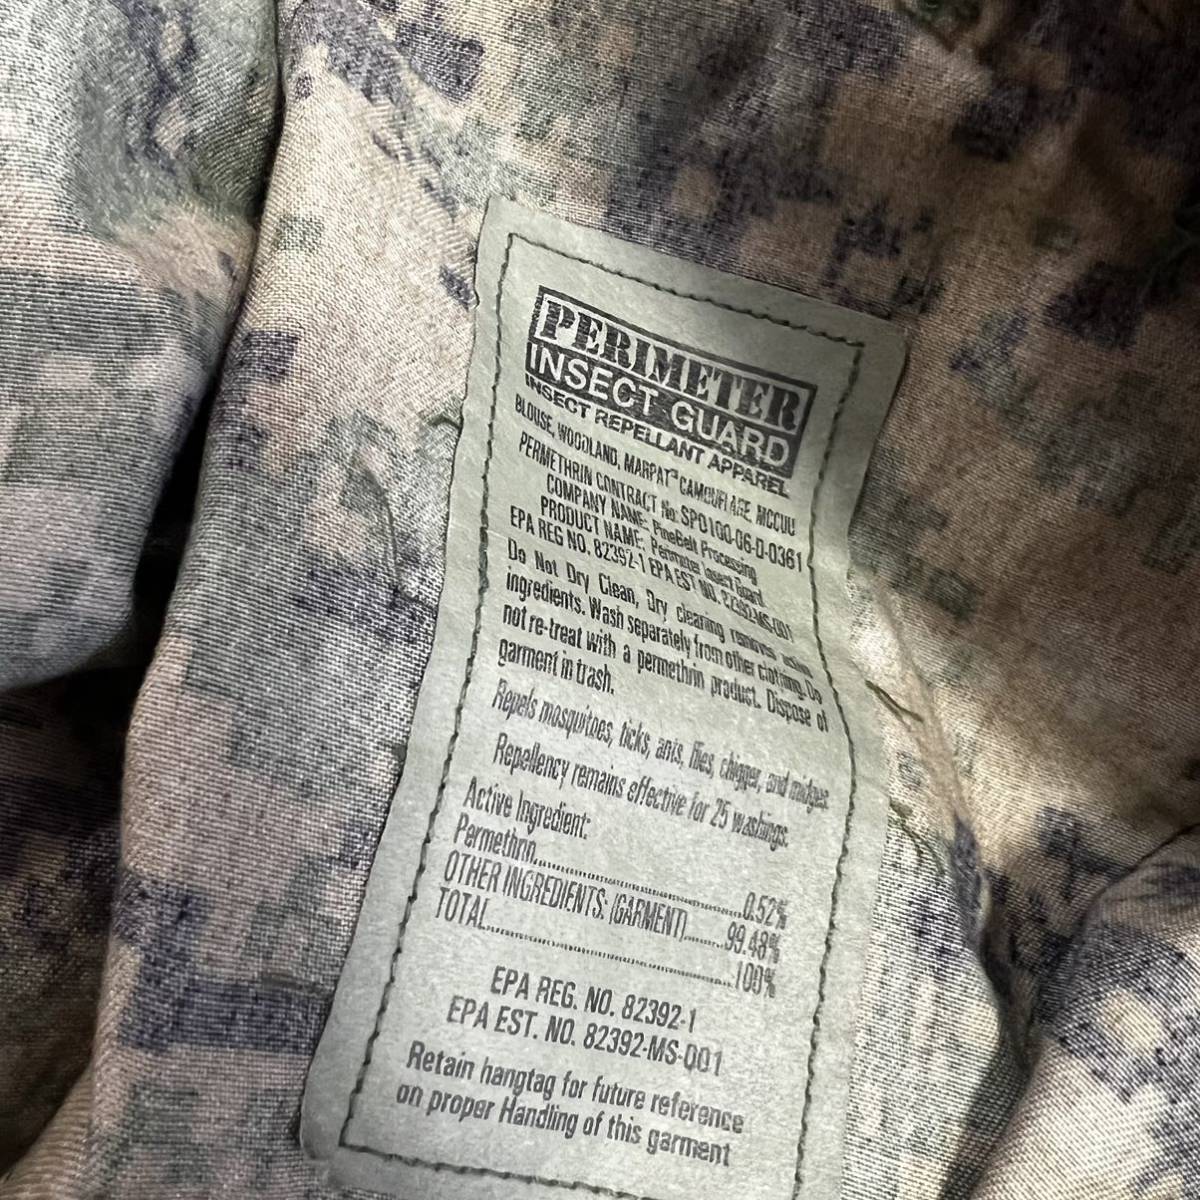 PERIMETER
INSECT GUARD
INSECT REPELLANT APPAREL
BLOUSE, WOODLAND, MARPAT CAMOUFLAGE, MCCUU
PERMETHRIN CONTRACT No: SPO100-06-D-0361
COMPANY NAME: PineBelt Processing
PRODUCT NAME: Perimeter Insect Guard
EPA REG NO. 82392-1 EPA EST NO. 82392-MS-001
Do Not Dry Clean, Dry cleaning removes active
ingredients. Wash separately from other clothing. Do
not re-treat with a permethrin product. Dispose of
garment in trash.
Repels mosquitoes, ticks, ants, flies, chigger, and midges.
Repellency remains effective for 25 washings.
Active Ingredient:
Permethrin..........0.52%
OTHER INGREDIENTS: (GARMENT)..........99.48%
TOTAL..........100%
EPA REG. NO. 82392-1
EPA EST. NO. 82392-MS-001
Retain hangtag for future reference
on proper Handling of this garment